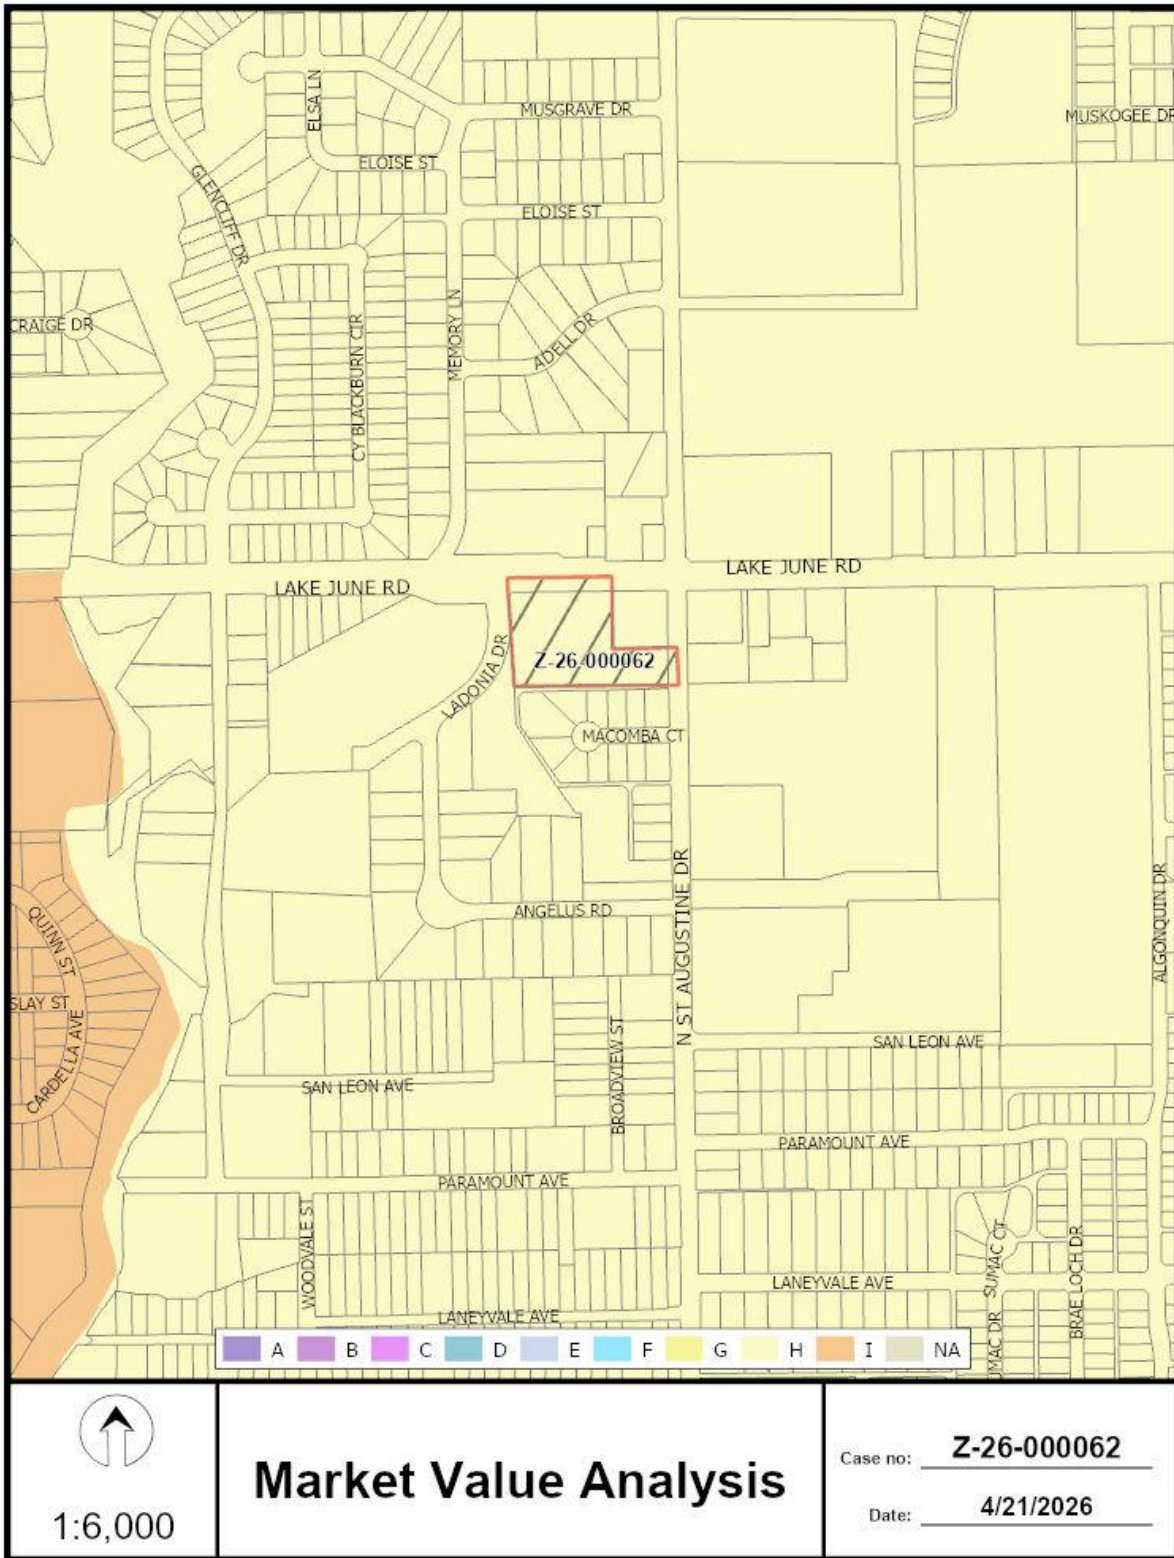 MUSGRAVE DR
MUSKOGEE DR
ELSA LN
ELOISE ST
GLENCLIFF DR
ELOISE ST
MEMORY LN
CRAIGE DR
CY BLACKBURN CIR
ADELL DR
LAKE JUNE RD
LAKE JUNE RD
LADONIA DR
Z-26-000062
MACOMBA CT
N ST AUGUSTINE DR
ALGONQUIN DR
ANGELUS RD
QUINN ST
SLAY ST
CARDELLA AVE
BROADVIEW ST
SAN LEON AVE
SAN LEON AVE
PARAMOUNT AVE
PARAMOUNT AVE
WOODVALE ST
SUMAC CT
BRAE LOCH DR
LANEYVALE AVE
LANEYVALE AVE
UMAC DR
A B C D E F G H I NA
1:6,000
Market Value Analysis
Case no: Z-26-000062
Date: 4/21/2026